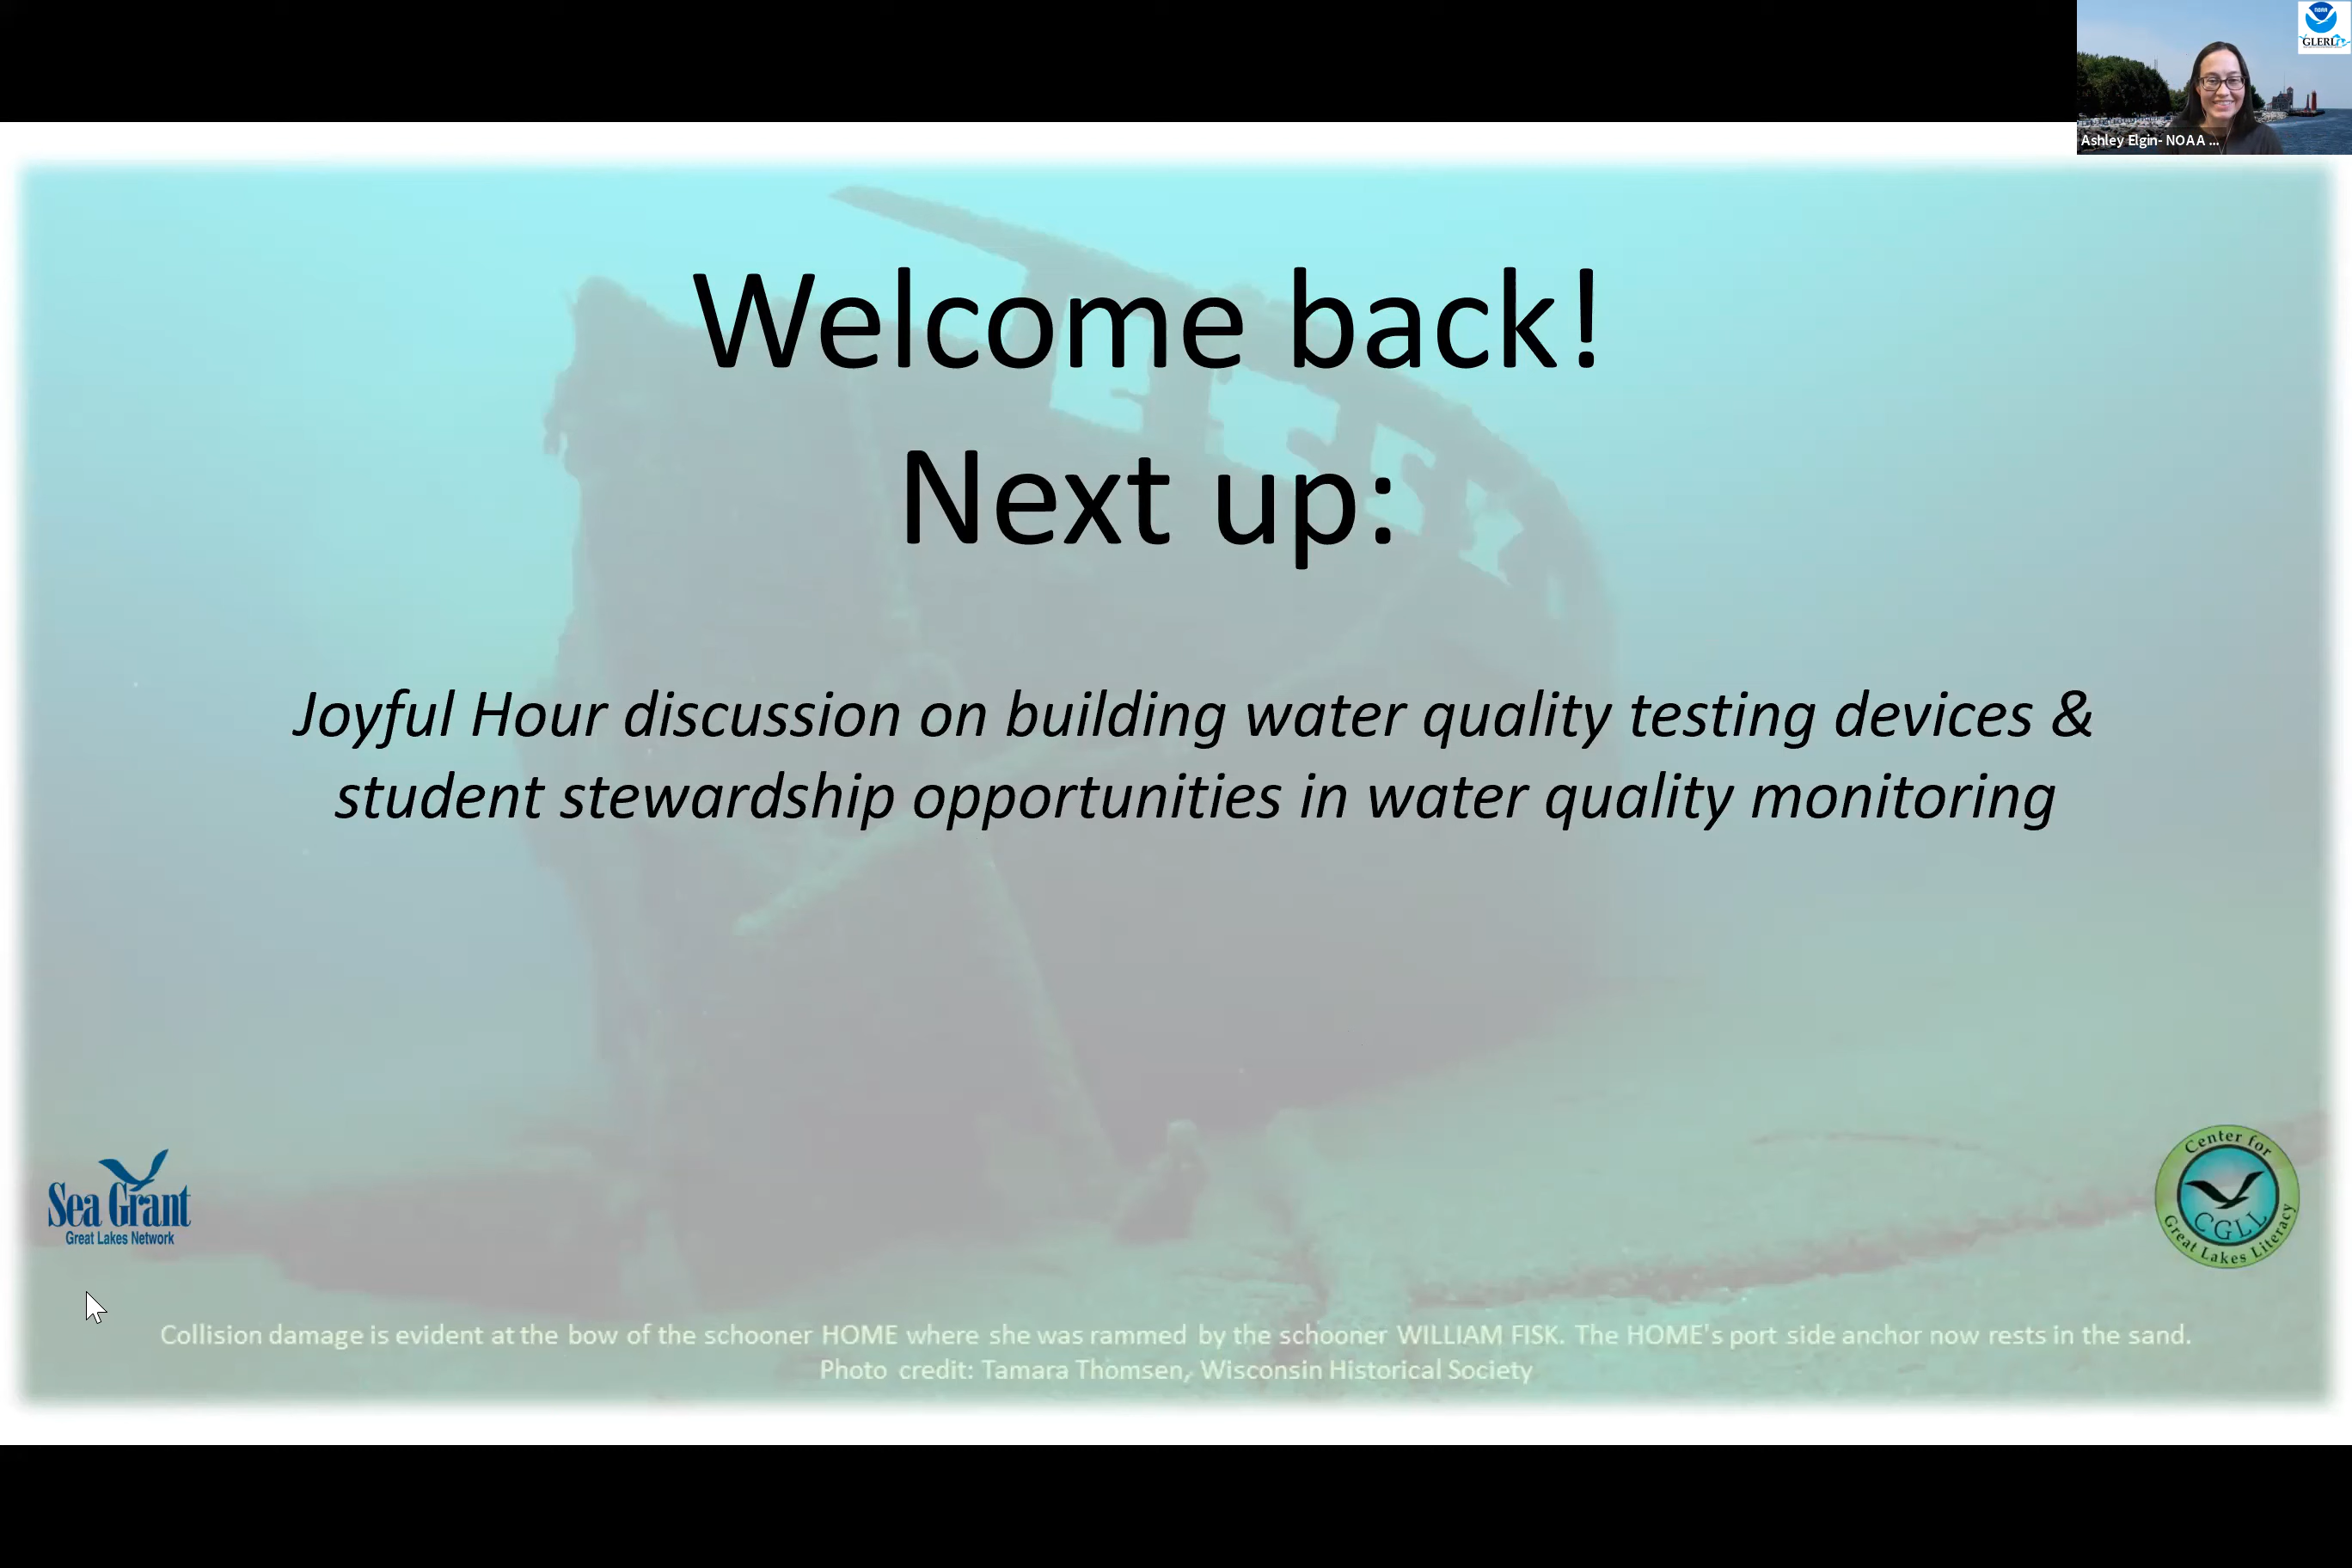 NOAA
GLERL
Ashley Elgin- NOAA ...
Welcome back!
Next up:
Joyful Hour discussion on building water quality testing devices &
student stewardship opportunities in water quality monitoring
Sea Grant
Great Lakes Network
Center for
CGLL
Great Lakes Literacy
Collision damage is evident at the bow of the schooner HOME where she was rammed by the schooner WILLIAM FISK. The HOME's port side anchor now rests in the sand.
Photo credit: Tamara Thomsen, Wisconsin Historical Society